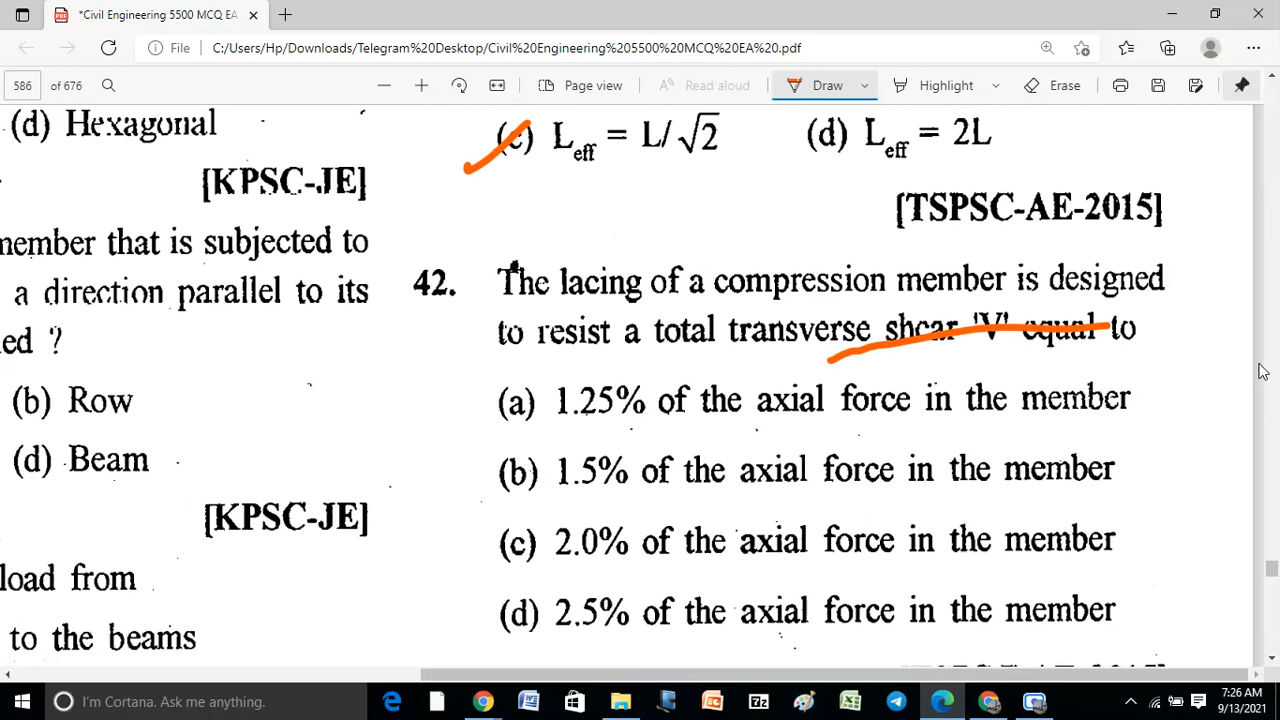 *Civil Engineering 5500 MCQ EA
File
C:/Users/Hp/Downloads/Telegram%20Desktop/Civil%20Engineering%205500%20MCQ%20EA%20.pdf
586 of 676
Page view
Read aloud
Draw
Highlight
Erase
(d) Hexagonal
[KPSC-JE]
member that is subjected to
a direction parallel to its
ed ?
(b) Row
(d) Beam
[KPSC-JE]
load from
to the beams
(c) Leff = L/√2 (d) Leff = 2L
[TSPSC-AE-2015]
42. The lacing of a compression member is designed
to resist a total transverse shear 'V' equal to
(a) 1.25% of the axial force in the member
(b) 1.5% of the axial force in the member
(c) 2.0% of the axial force in the member
(d) 2.5% of the axial force in the member
I'm Cortana. Ask me anything.
7:26 AM
9/13/2021